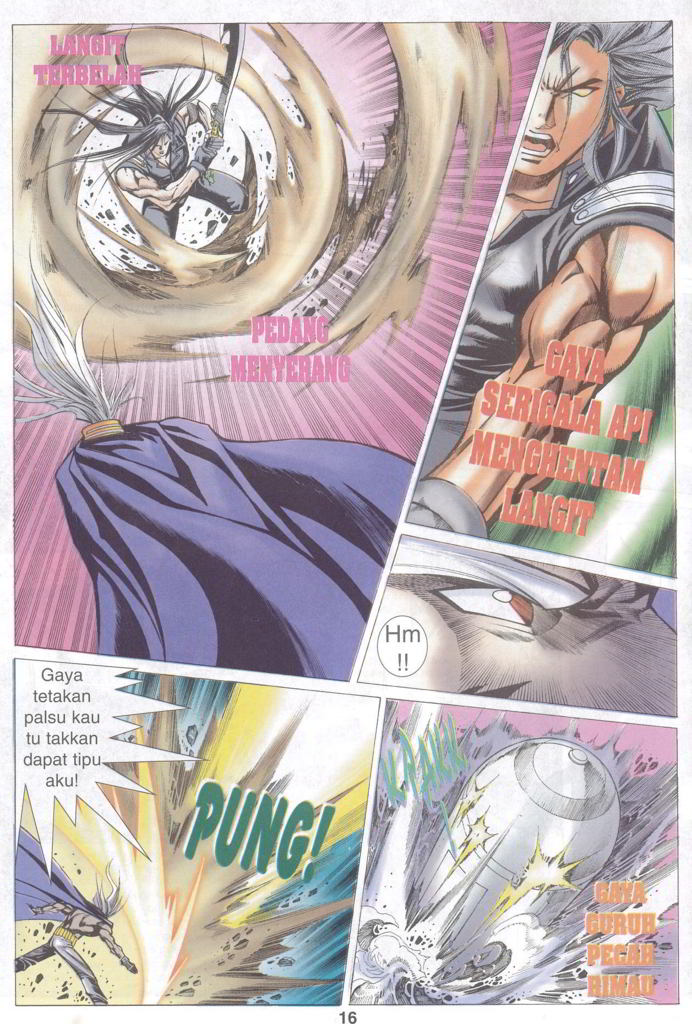 LANGIT
TERBELAH
PEDANG
MENYERANG
GAYA
SERIGALA API
MENGHENTAM
LANGIT
Hm
!!
Gaya
tetakan
palsu kau
tu takkan
dapat tipu
aku!
PUNG!
KRAKK
!
GAYA
GURUH
PECAH
RIMAU
16